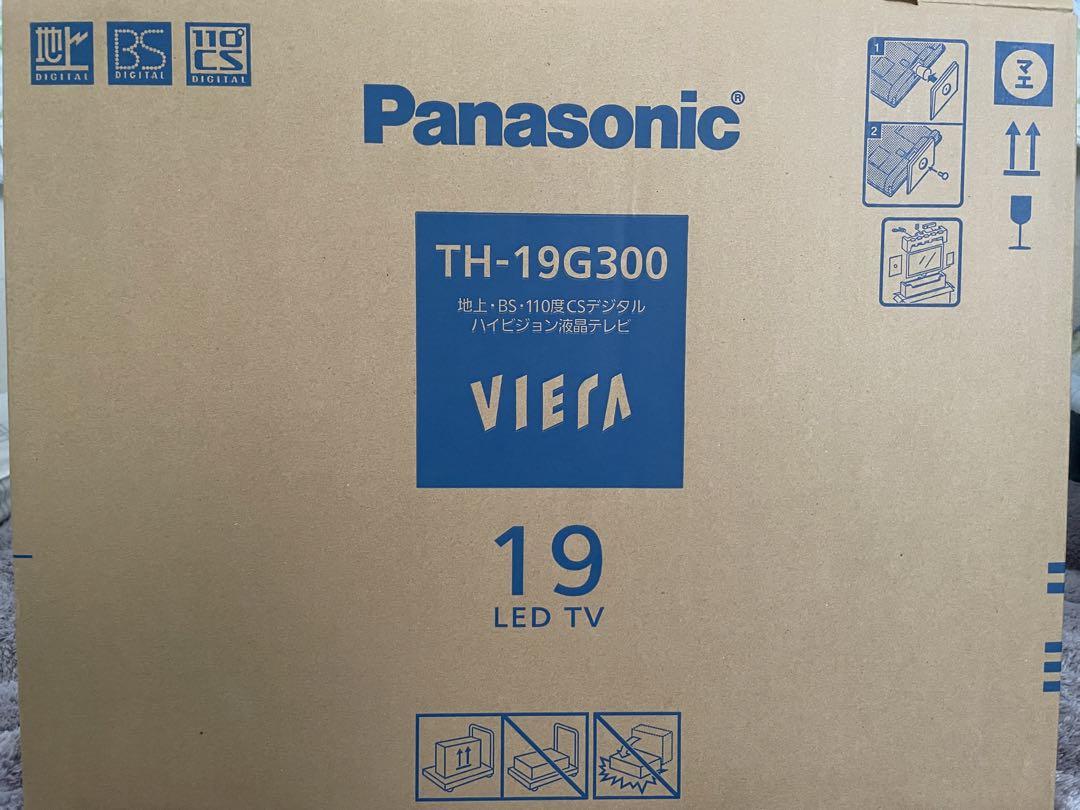 地上 DIGITAL
BS DIGITAL
110° CS DIGITAL
Panasonic®
1
マエ
2
TH-19G300
地上・BS・110度CSデジタル
ハイビジョン液晶テレビ
VIERA
19
LED TV